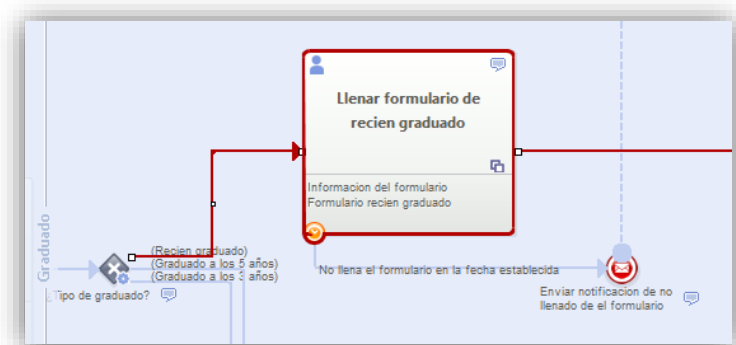 Llenar formulario de
recien graduado
Informacion del formulario
Formulario recien graduado
Graduado
(Recien graduado)
(Graduado a los 5 años)
(Graduado a los 3 años)
¿Tipo de graduado?
No llena el formulario en la fecha establecida
Enviar notificacion de no
llenado de el formulario